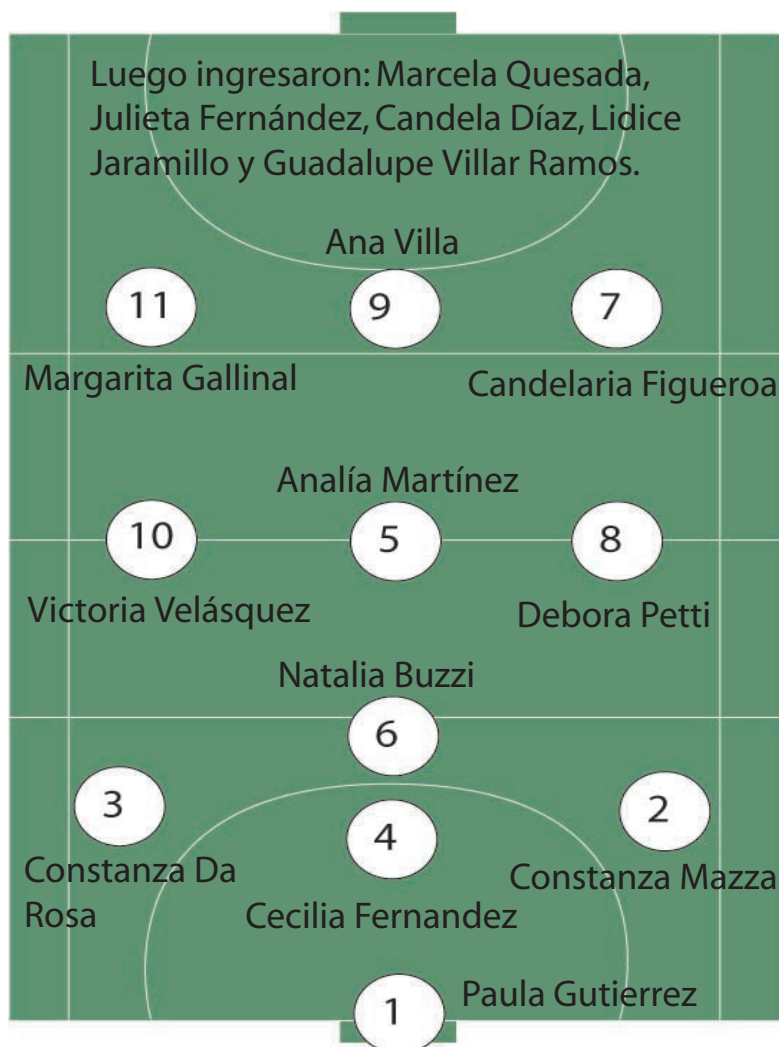 Luego ingresaron: Marcela Quesada,
Julieta Fernández, Candela Díaz, Lidice
Jaramillo y Guadalupe Villar Ramos.
Ana Villa
11
9
7
Margarita Gallinal
Candelaria Figueroa
Analía Martínez
10
5
8
Victoria Velásquez
Debora Petti
Natalia Buzzi
6
3
4
2
Constanza Da
Rosa
Cecilia Fernandez
Constanza Mazza
1
Paula Gutierrez